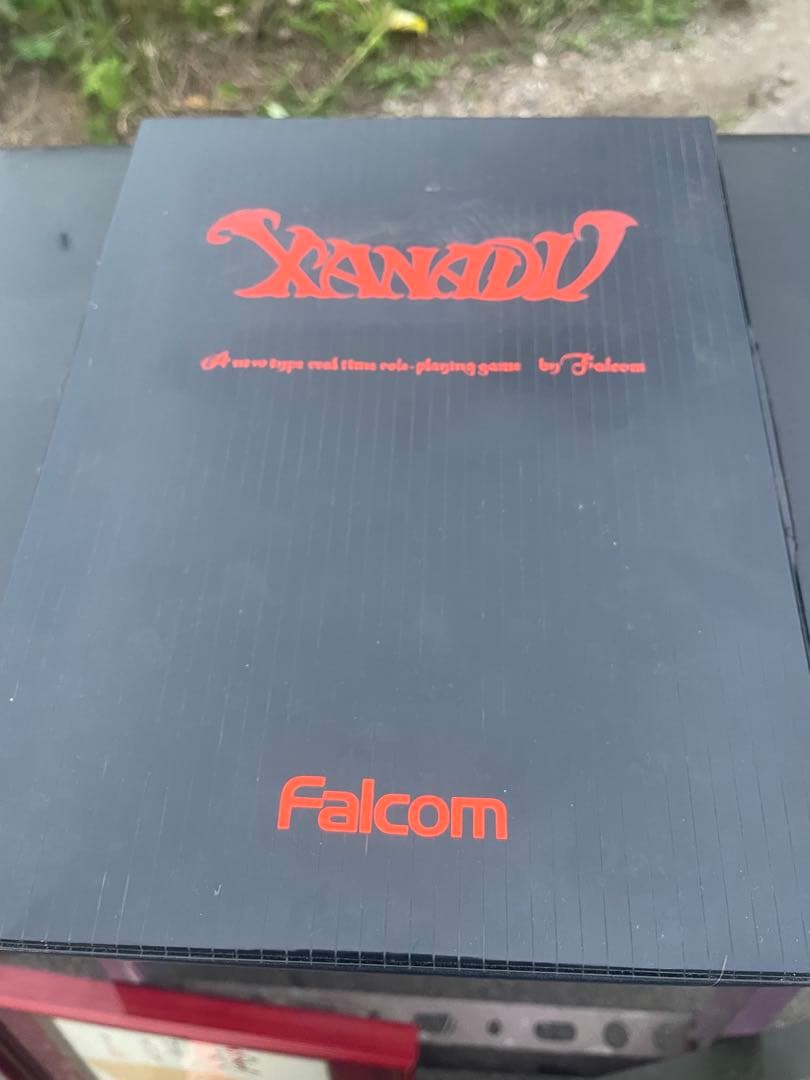 XANADU
A new type real time role-playing game by Falcom
Falcom